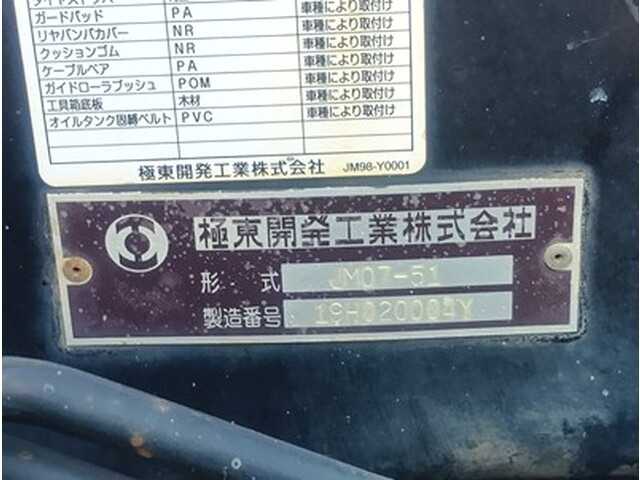 ガードパッド PA 車種により取付け
リヤバンパカバー NR 車種により取付け
クッションゴム NR 車種により取付け
ケーブルベア PA 車種により取付け
ガイドローラブッシュ POM 車種により取付け
工具箱底板 木材 車種により取付け
オイルタンク固縛ベルト PVC 車種により取付け
極東開発工業株式会社 JM98-Y0001
極東開発工業株式会社
形式 JM07-51
製造番号 19H020004Y